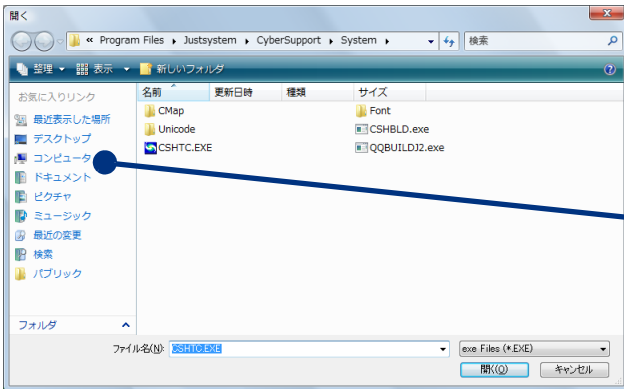 開く
« Program Files ▸ Justsystem ▸ CyberSupport ▸ System ▸ 検索
整理 表示 新しいフォルダ
お気に入りリンク
最近表示した場所
デスクトップ
コンピュータ
ドキュメント
ピクチャ
ミュージック
最近の変更
検索
パブリック
フォルダ
名前 更新日時 種類 サイズ
CMap Font
Unicode CSHBLD.exe
CSHTC.EXE QQBUILDJ2.exe
ファイル名(N): CSHTC.EXE exe Files (*.EXE)
開く(O) キャンセル